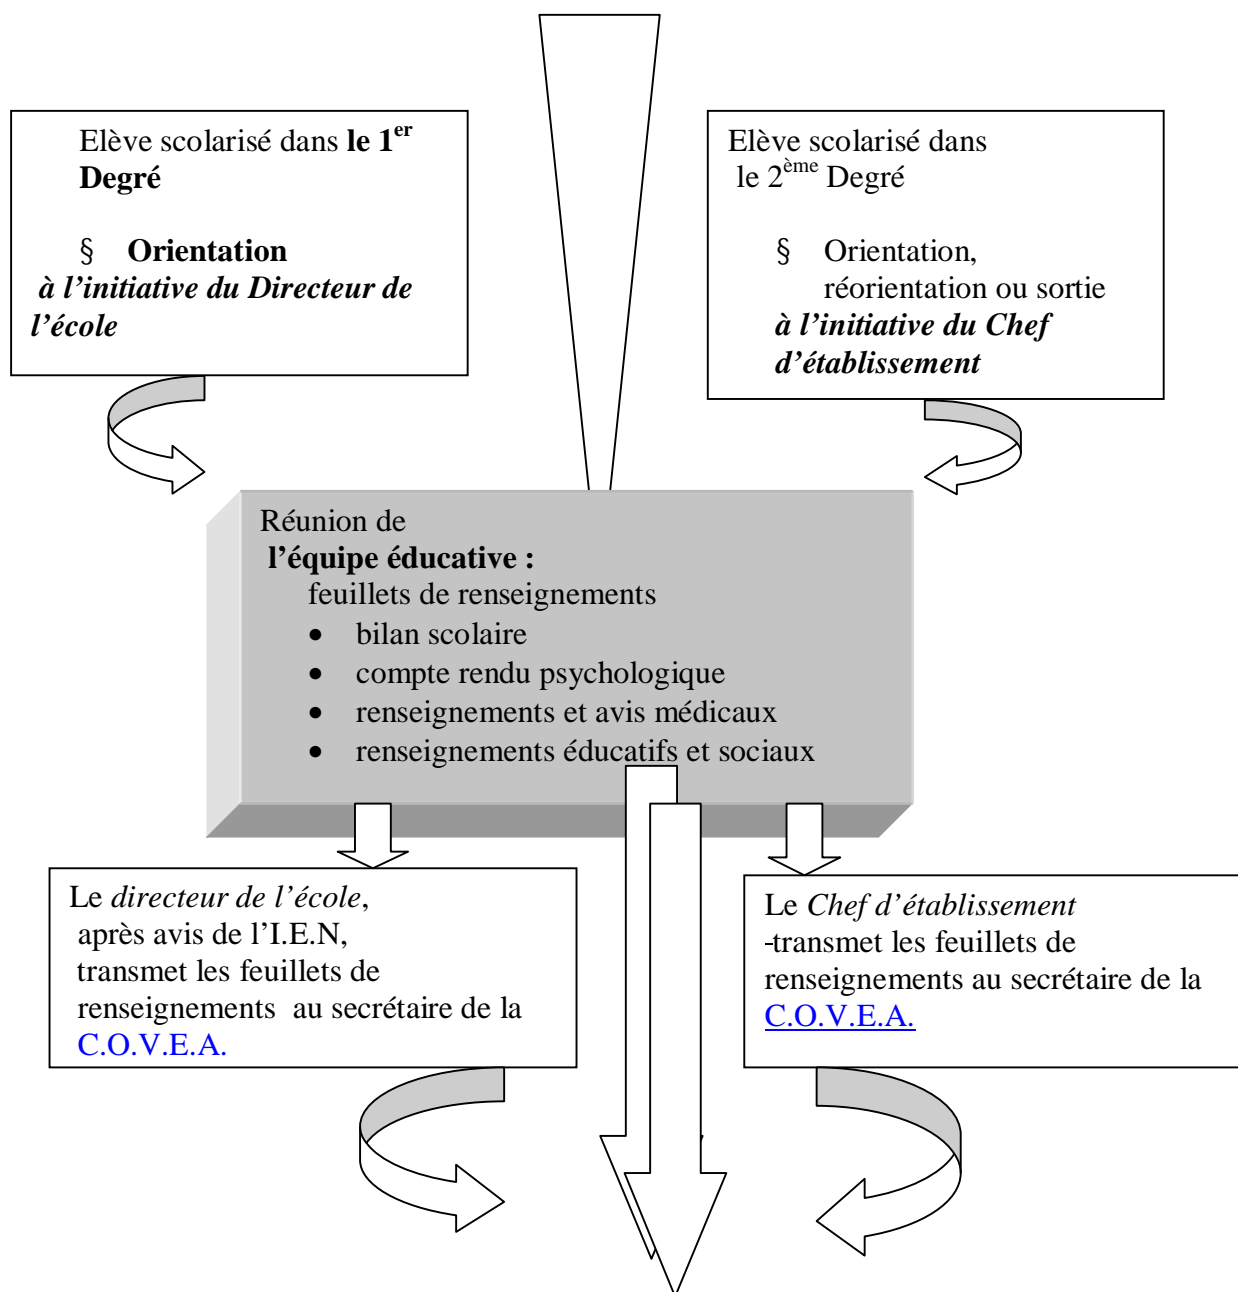 Elève scolarisé dans le 1er
Degré
§ Orientation
à l’initiative du Directeur de
l’école
Elève scolarisé dans
le 2ème Degré
§ Orientation,
réorientation ou sortie
à l’initiative du Chef
d’établissement
Réunion de
l’équipe éducative :
feuillets de renseignements
• bilan scolaire
• compte rendu psychologique
• renseignements et avis médicaux
• renseignements éducatifs et sociaux
Le directeur de l’école,
après avis de l’I.E.N,
transmet les feuillets de
renseignements au secrétaire de la
C.O.V.E.A.
Le Chef d’établissement
-transmet les feuillets de
renseignements au secrétaire de la
C.O.V.E.A.